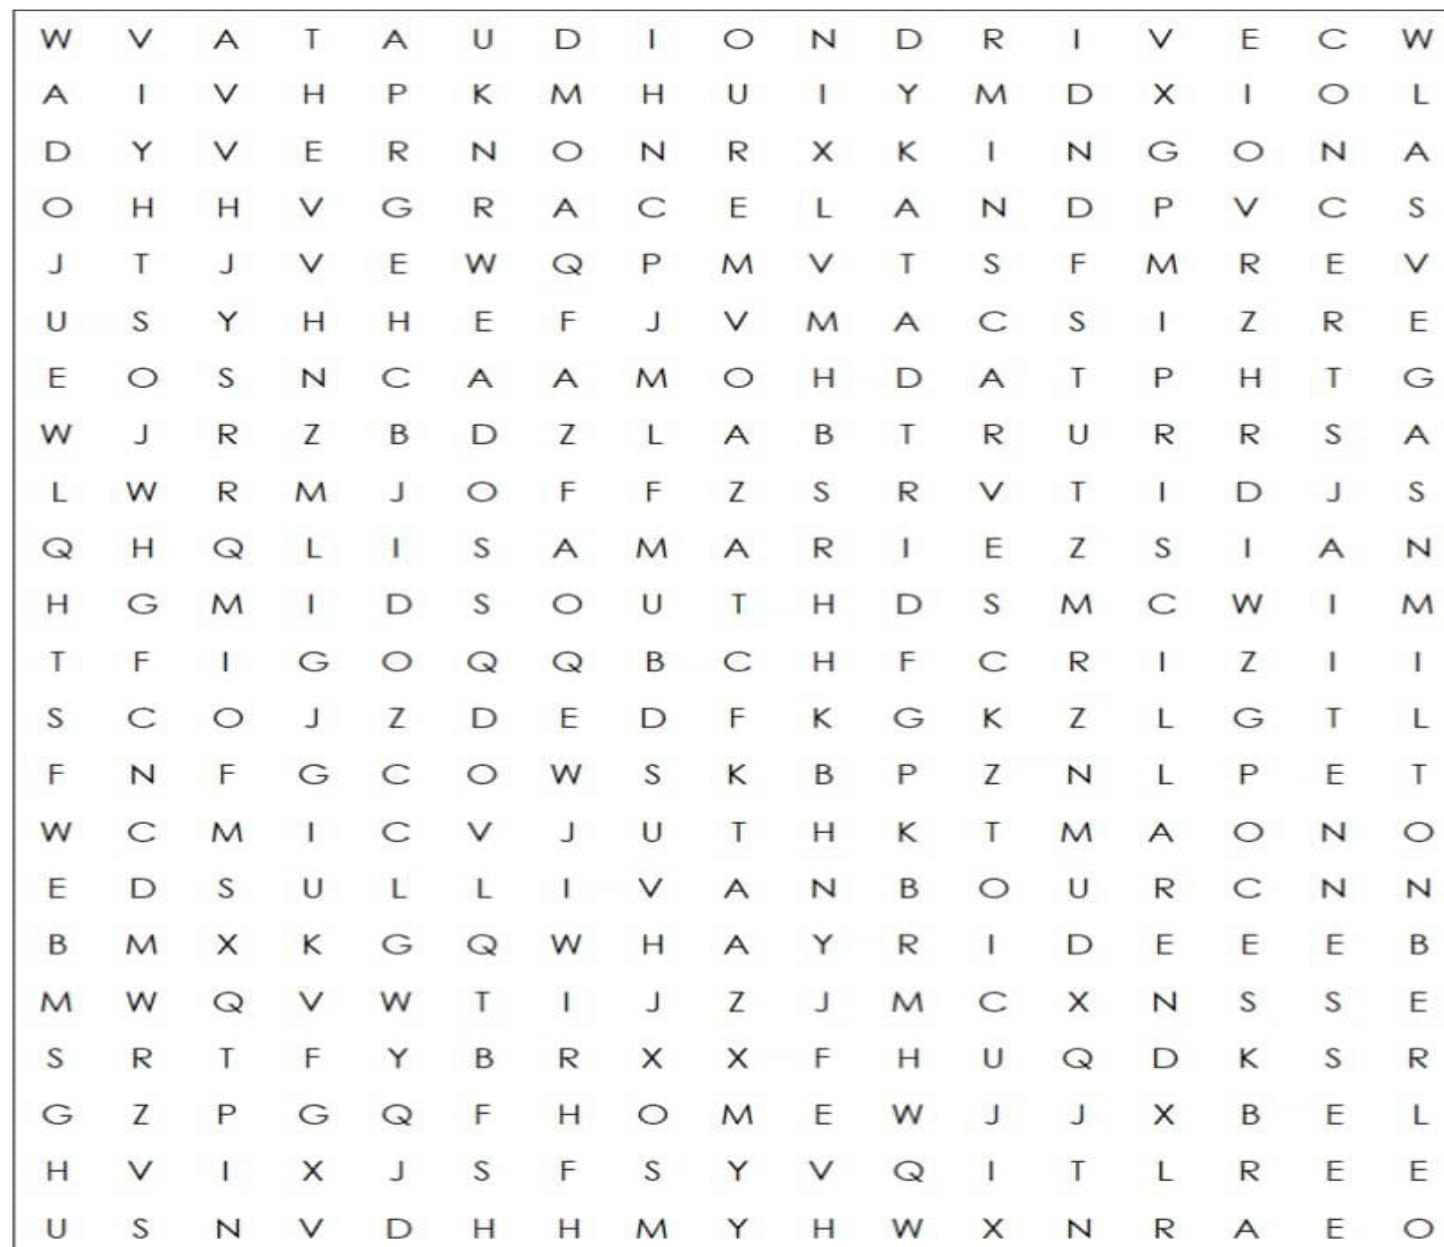 W V A T A U D I O N D R I V E C W
A I V H P K M H U I Y M D X I O L
D Y V E R N O N R X K I N G O N A
O H H V G R A C E L A N D P V C S
J T J V E W Q P M V T S F M R E V
U S Y H H E F J V M A C S I Z R E
E O S N C A A M O H D A T P H T G
W J R Z B D Z L A B T R U R R S A
L W R M J O F F Z S R V T I D J S
Q H Q L I S A M A R I E Z S I A N
H G M I D S O U T H D S M C W I M
T F I G O Q Q B C H F C R I Z I I
S C O J Z D E D F K G K Z L G T L
F N F G C O W S K B P Z N L P E T
W C M I C V J U T H K T M A O N O
E D S U L L I V A N B O U R C N N
B M X K G Q W H A Y R I D E E E B
M W Q V W T I J Z J M C X N S S E
S R T F Y B R X X F H U Q D K S R
G Z P G Q F H O M E W J J X B E L
H V I X J S F S Y V Q I T L R E E
U S N V D H H M Y H W X N R A E O